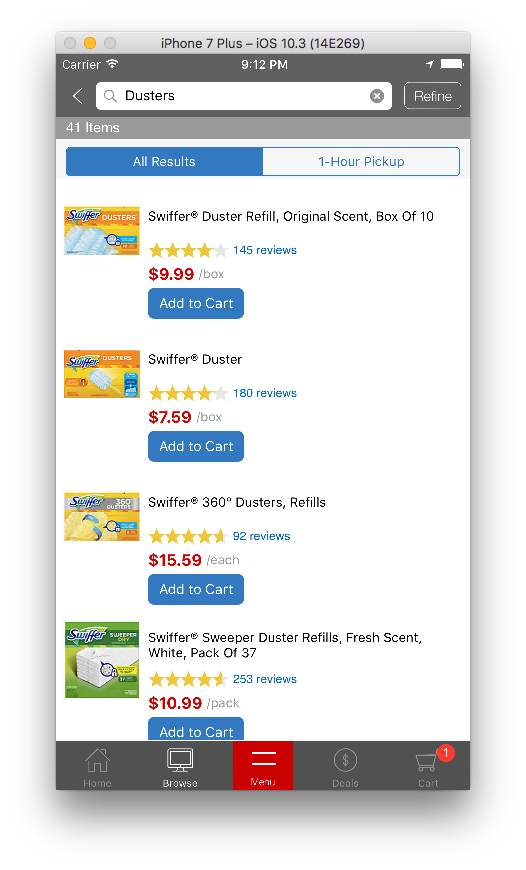 iPhone 7 Plus – iOS 10.3 (14E269)
Carrier 9:12 PM
Dusters Refine
41 Items
All Results 1-Hour Pickup
Swiffer DUSTERS
Swiffer® Duster Refill, Original Scent, Box Of 10
145 reviews
$9.99 /box
Add to Cart
Swiffer DUSTERS
Swiffer® Duster
180 reviews
$7.59 /box
Add to Cart
Swiffer 360° DUSTERS
Swiffer® 360° Dusters, Refills
92 reviews
$15.59 /each
Add to Cart
Swiffer SWEEPER DRY
37
Swiffer® Sweeper Duster Refills, Fresh Scent,
White, Pack Of 37
253 reviews
$10.99 /pack
Add to Cart
1
Home Browse Menu Deals Cart